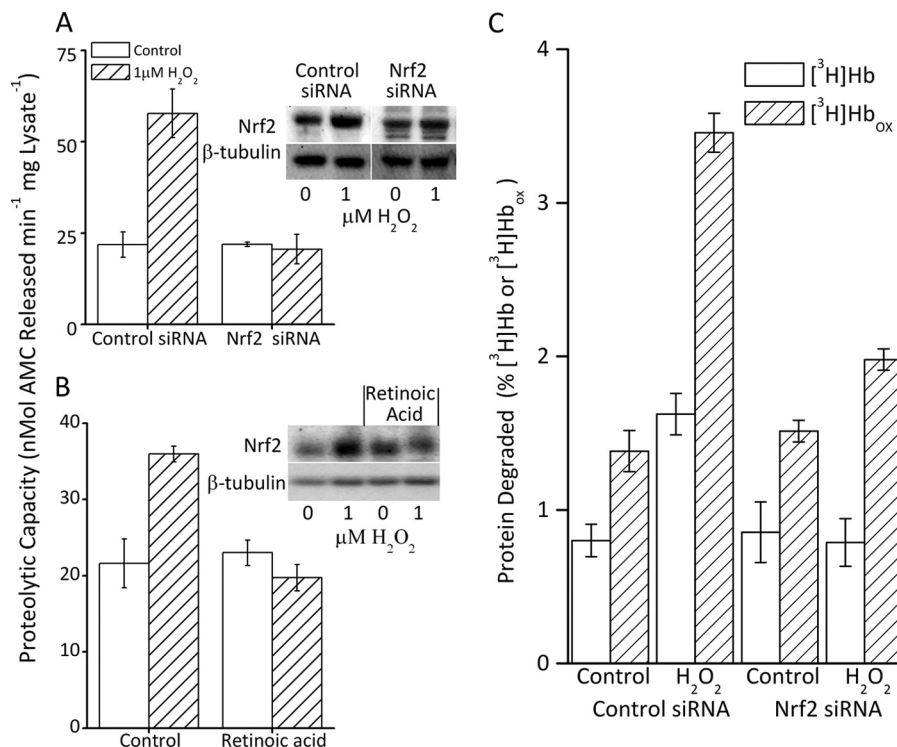 A
75
50
25
0
Control
1µM H₂O₂
Control siRNA
Nrf2 siRNA
Control
siRNA
Nrf2
siRNA
Nrf2
β-tubulin
0 1 0 1
µM H₂O₂
Proteolytic Capacity (nMol AMC Released min⁻¹ mg Lysate⁻¹)
B
40
30
20
10
0
Control
Retinoic acid
Retinoic
Acid
Nrf2
β-tubulin
0 1 0 1
µM H₂O₂
C
4
3
2
1
0
[³H]Hb
[³H]Hbox
Protein Degraded (% [³H]Hb or [³H]Hbox)
Control H₂O₂ Control H₂O₂
Control siRNA Nrf2 siRNA